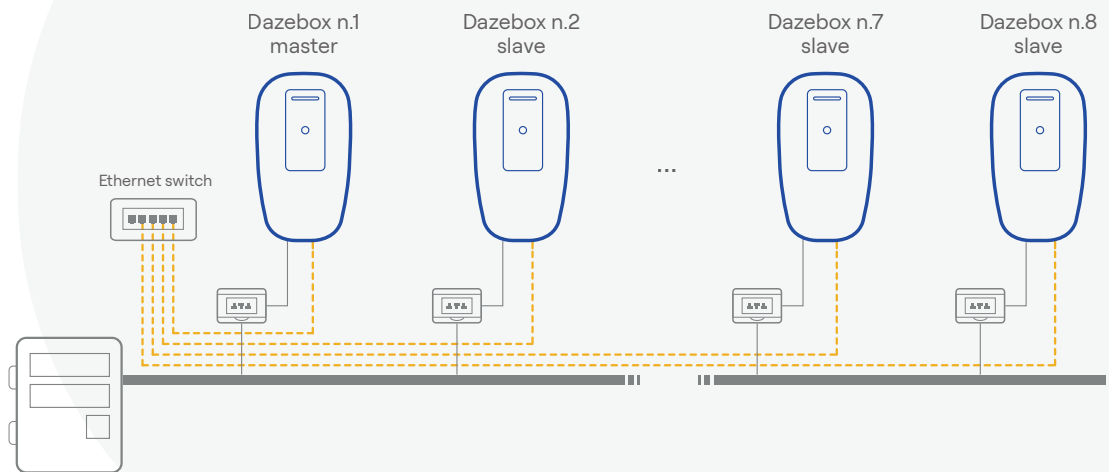 Dazebox n.1
master
Dazebox n.2
slave
Dazebox n.7
slave
Dazebox n.8
slave
...
Ethernet switch